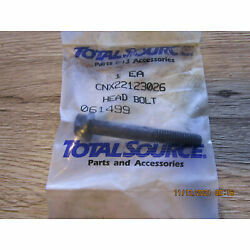 TOTALSOURCE
Parts and Accessories
1 EA
CNX22123026
HEAD BOLT
061499
TOTALSOURCE
Parts and Accessories